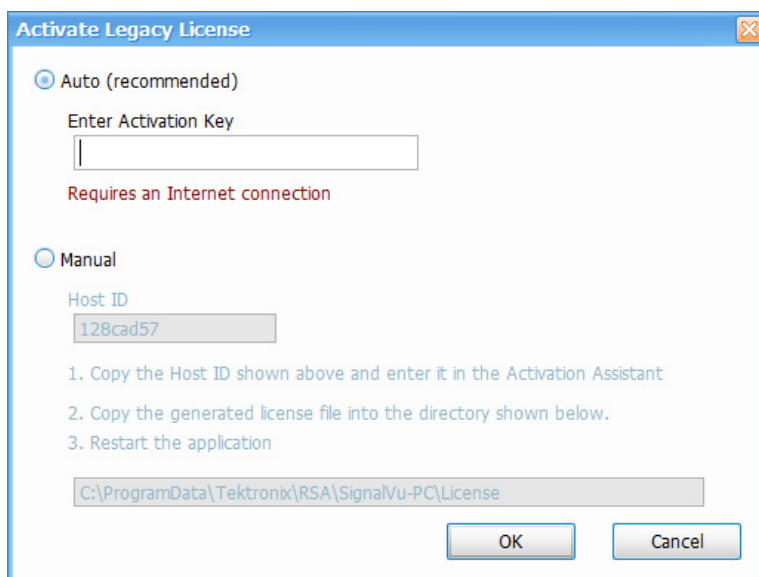 Activate Legacy License
Auto (recommended)
Enter Activation Key
Requires an Internet connection
Manual
Host ID
128cad57
1. Copy the Host ID shown above and enter it in the Activation Assistant
2. Copy the generated license file into the directory shown below.
3. Restart the application
C:\ProgramData\Tektronix\RSA\SignalVu-PC\License
OK
Cancel